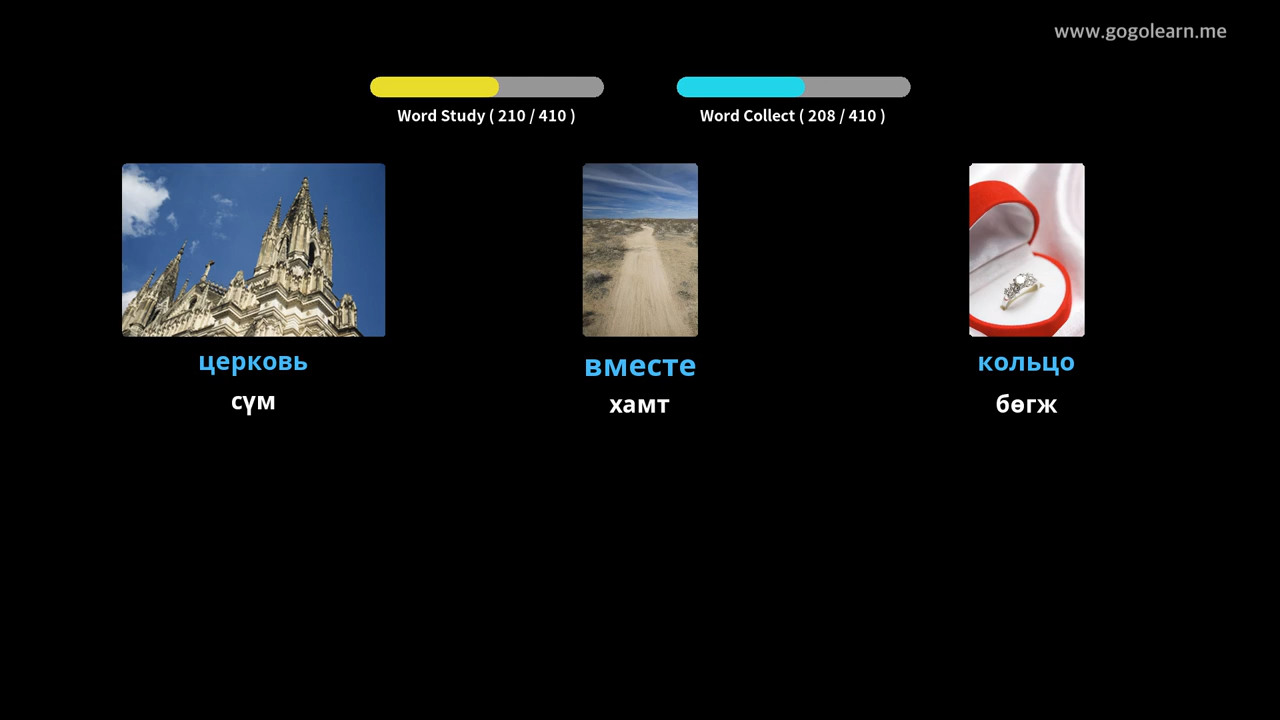 www.gogolearn.me
Word Study ( 210 / 410 )
Word Collect ( 208 / 410 )
церковь
сүм
вместе
хамт
кольцо
бөгж